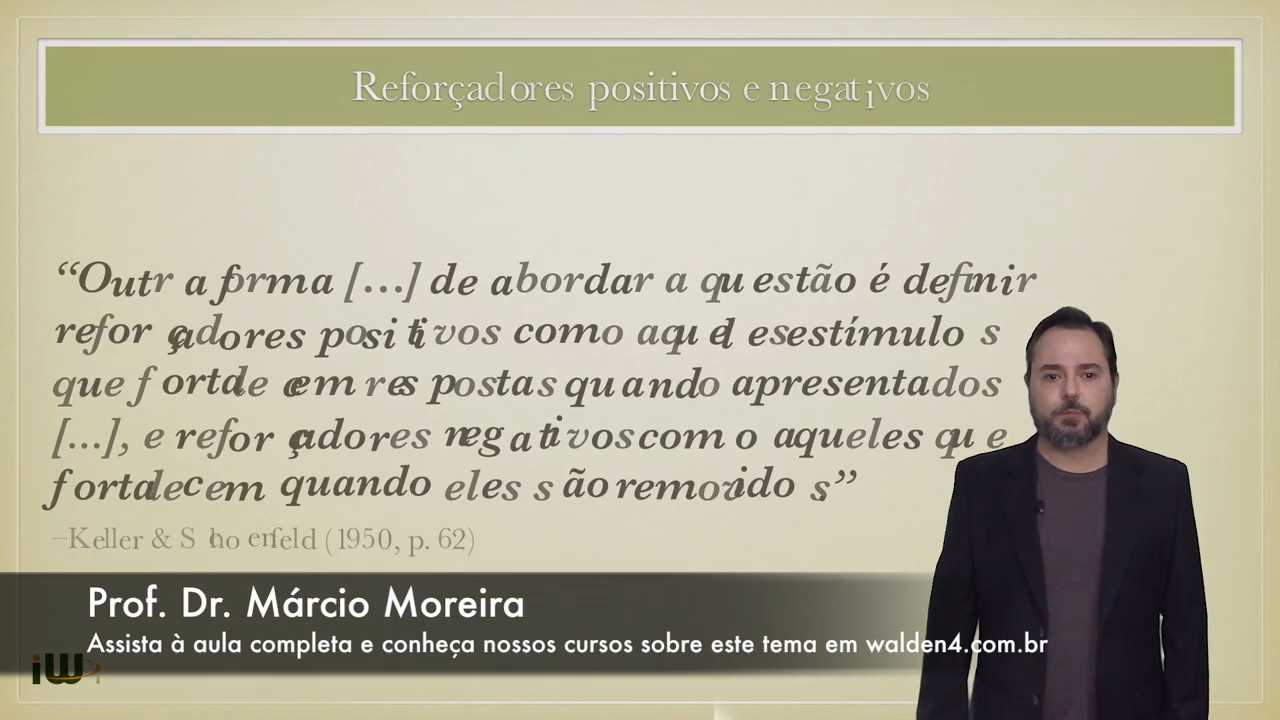 Reforçadores positivos e negativos
“Outra forma [...] de abordar a questão é definir
reforçadores positivos como aqueles estímulos
que fortalecem respostas quando apresentados
[...], e reforçadores negativos como aqueles que
fortalecem quando eles são removidos”
–Keller & Schoenfeld (1950, p. 62)
Prof. Dr. Márcio Moreira
Assista à aula completa e conheça nossos cursos sobre este tema em walden4.com.br
iW4